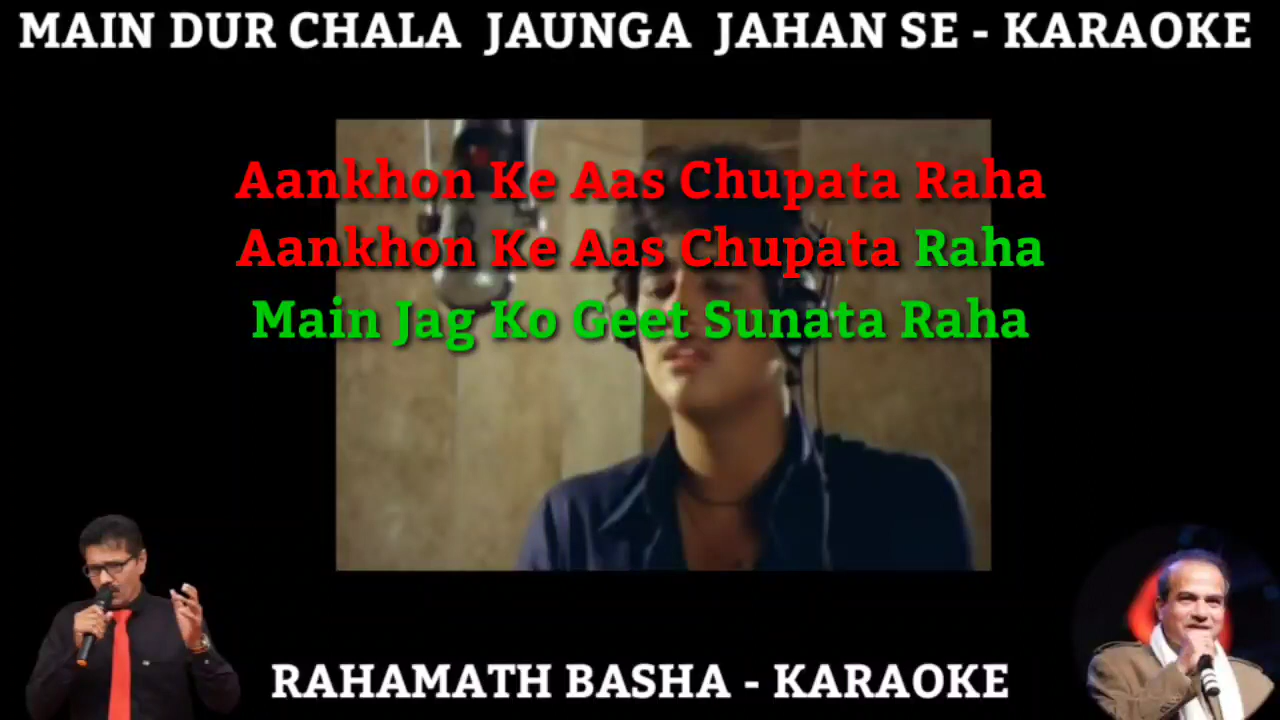 MAIN DUR CHALA JAUNGA JAHAN SE - KARAOKE
Aankhon Ke Aas Chupata Raha
Aankhon Ke Aas Chupata Raha
Main Jag Ko Geet Sunata Raha
RAHAMATH BASHA - KARAOKE